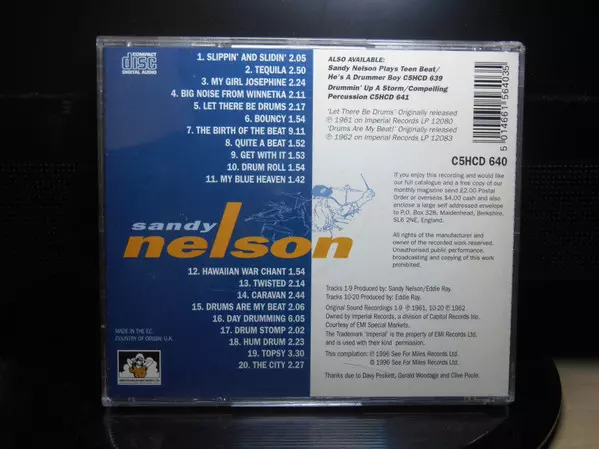 COMPACT
disc
DIGITAL AUDIO
1. SLIPPIN' AND SLIDIN' 2.05
2. TEQUILA 2.50
3. MY GIRL JOSEPHINE 2.24
4. BIG NOISE FROM WINNETKA 2.11
5. LET THERE BE DRUMS 2.17
6. BOUNCY 1.54
7. THE BIRTH OF THE BEAT 9.11
8. QUITE A BEAT 1.52
9. GET WITH IT 1.53
10. DRUM ROLL 1.54
11. MY BLUE HEAVEN 1.42
sandy
nelson
12. HAWAIIAN WAR CHANT 1.54
13. TWISTED 2.14
14. CARAVAN 2.44
15. DRUMS ARE MY BEAT 2.06
16. DAY DRUMMING 6.05
17. DRUM STOMP 2.02
18. HUM DRUM 2.23
19. TOPSY 3.30
20. THE CITY 2.27
MADE IN THE EC
COUNTRY OF ORIGIN U.K.
ALSO AVAILABLE:
Sandy Nelson Plays Teen Beat/
He's A Drummer Boy C5HCD 639
Drummin' Up A Storm/Compelling
Percussion C5HCD 641
'Let There Be Drums' Originally released
℗ 1961 on Imperial Records LP 12080
'Drums Are My Beat!' Originally released
℗ 1962 on Imperial Records LP 12083
5 014661 564035
C5HCD 640
If you enjoy this recording and would like
our full catalogue and a free copy of our
monthly magazine send £2.00 Postal
Order or overseas $4.00 cash and also
enclose a large self addressed envelope
to P.O. Box 328, Maidenhead, Berkshire.
SL6 2NE, England.
All rights of the manufacturer and
owner of the recorded work reserved.
Unauthorised public performance,
broadcasting and copying of this work
prohibited.
Tracks 1-9 Produced by: Sandy Nelson/Eddie Ray.
Tracks 10-20 Produced by: Eddie Ray.
Original Sound Recordings 1-9 ℗ 1961, 10-20 ℗ 1962
Owned by Imperial Records, a division of Capitol Records Inc.
Courtesy of EMI Special Markets.
The Trademark 'Imperial' is the property of EMI Records Ltd.
and is used with their kind permission.
This compilation: ℗ 1996 See For Miles Records Ltd.
© 1996 See For Miles Records Ltd.
Thanks due to Davy Peskett, Gerald Woodage and Clive Poole.